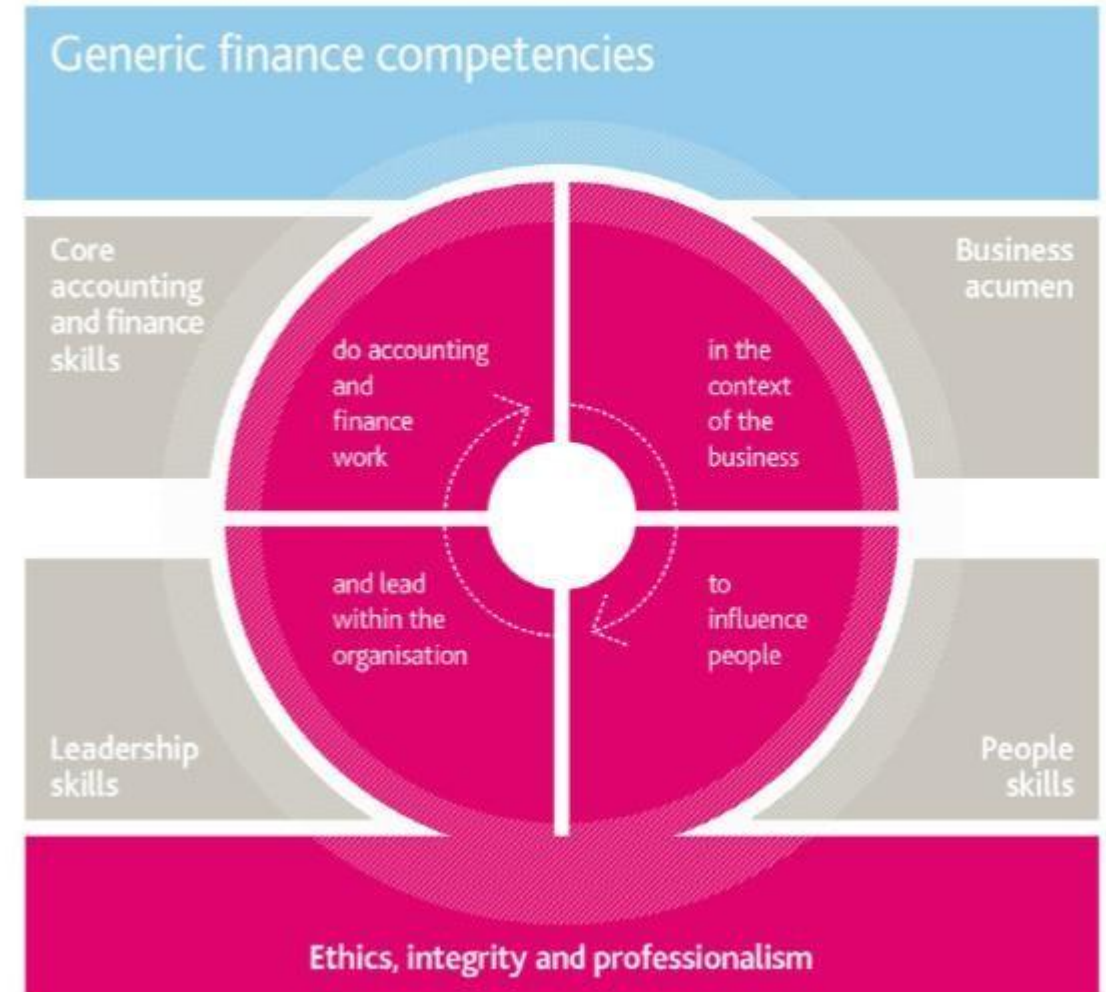 Generic finance competencies
Core
accounting
and finance
skills
Business
acumen
do accounting
and
finance
work
in the
context
of the
business
and lead
within the
organisation
to
influence
people
Leadership
skills
People
skills
Ethics, integrity and professionalism